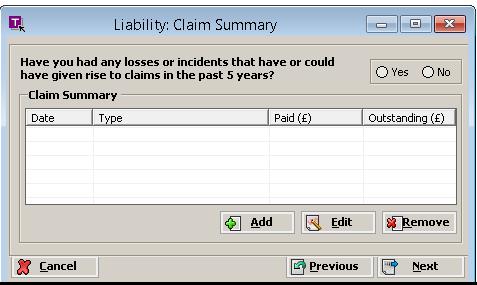 Liability: Claim Summary
Have you had any losses or incidents that have or could
have given rise to claims in the past 5 years?
Yes No
Claim Summary
Date Type Paid (£) Outstanding (£)
Add Edit Remove
Cancel Previous Next